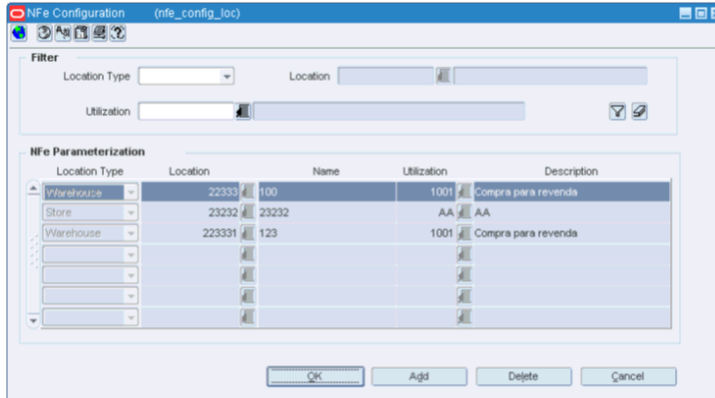 NFe Configuration (nfe_config_loc)
Filter
Location Type Location
Utilization
NFe Parameterization
Location Type Location Name Utilization Description
Warehouse 22333 100 1001 Compra para revenda
Store 23232 23232 AA AA
Warehouse 223331 123 1001 Compra para revenda
OK Add Delete Cancel